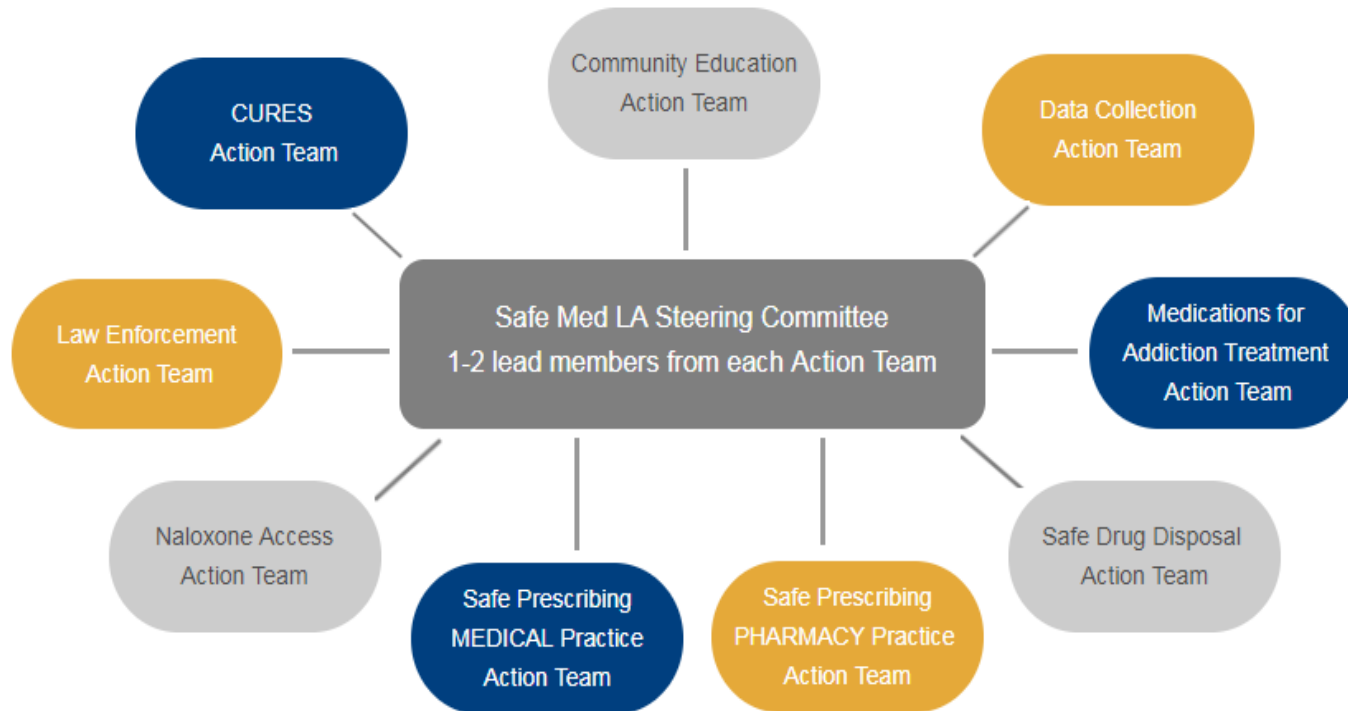 Community Education
Action Team
CURES
Action Team
Data Collection
Action Team
Safe Med LA Steering Committee
1-2 lead members from each Action Team
Law Enforcement
Action Team
Medications for
Addiction Treatment
Action Team
Naloxone Access
Action Team
Safe Drug Disposal
Action Team
Safe Prescribing
MEDICAL Practice
Action Team
Safe Prescribing
PHARMACY Practice
Action Team